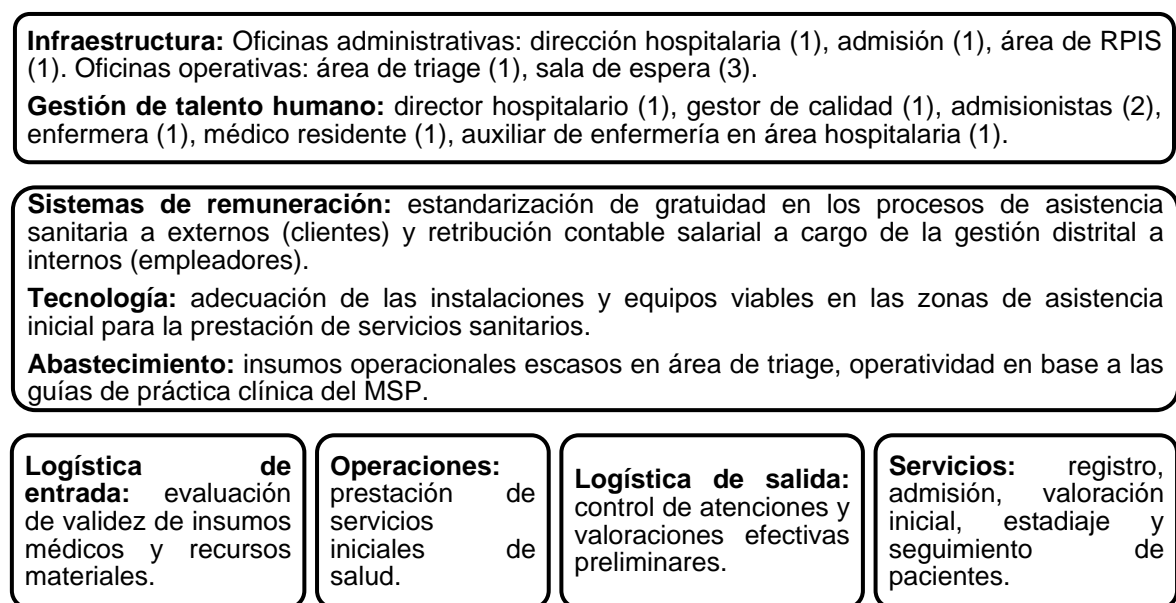 Infraestructura: Oficinas administrativas: dirección hospitalaria (1), admisión (1), área de RPIS
(1). Oficinas operativas: área de triage (1), sala de espera (3).
Gestión de talento humano: director hospitalario (1), gestor de calidad (1), admisionistas (2),
enfermera (1), médico residente (1), auxiliar de enfermería en área hospitalaria (1).
Sistemas de remuneración: estandarización de gratuidad en los procesos de asistencia
sanitaria a externos (clientes) y retribución contable salarial a cargo de la gestión distrital a
internos (empleadores).
Tecnología: adecuación de las instalaciones y equipos viables en las zonas de asistencia
inicial para la prestación de servicios sanitarios.
Abastecimiento: insumos operacionales escasos en área de triage, operatividad en base a las
guías de práctica clínica del MSP.
Logística de
entrada: evaluación
de validez de insumos
médicos y recursos
materiales.
Operaciones:
prestación de
servicios
iniciales de
salud.
Logística de salida:
control de atenciones y
valoraciones efectivas
preliminares.
Servicios: registro,
admisión, valoración
inicial, estadiaje y
seguimiento de
pacientes.